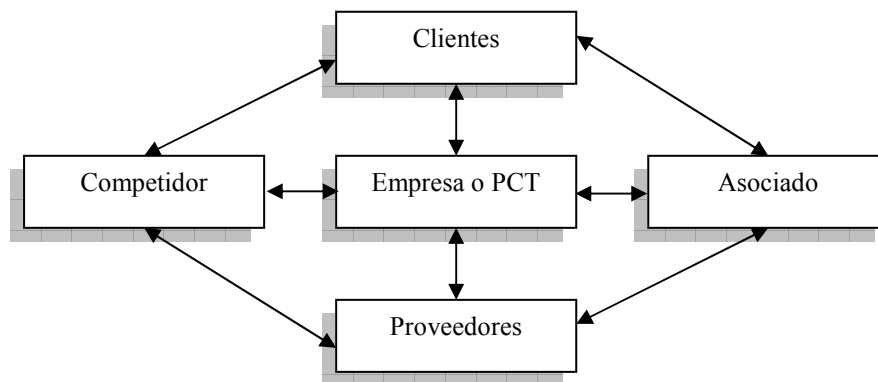 Clientes
Competidor
Empresa o PCT
Asociado
Proveedores